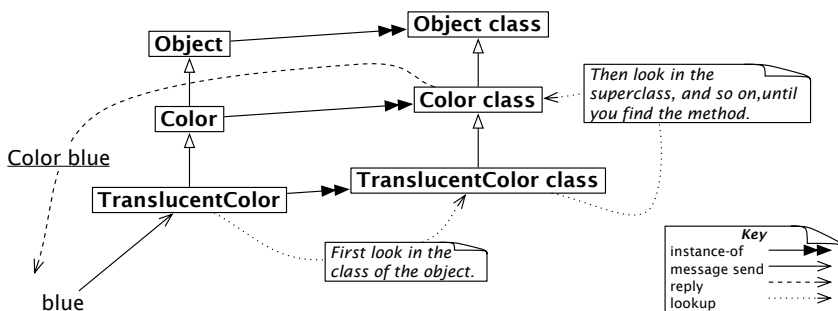 Object
Object class
Color
Color class
Then look in the
superclass, and so on,until
you find the method.
Color blue
TranslucentColor
TranslucentColor class
First look in the
class of the object.
blue
Key
instance-of
message send
reply
lookup